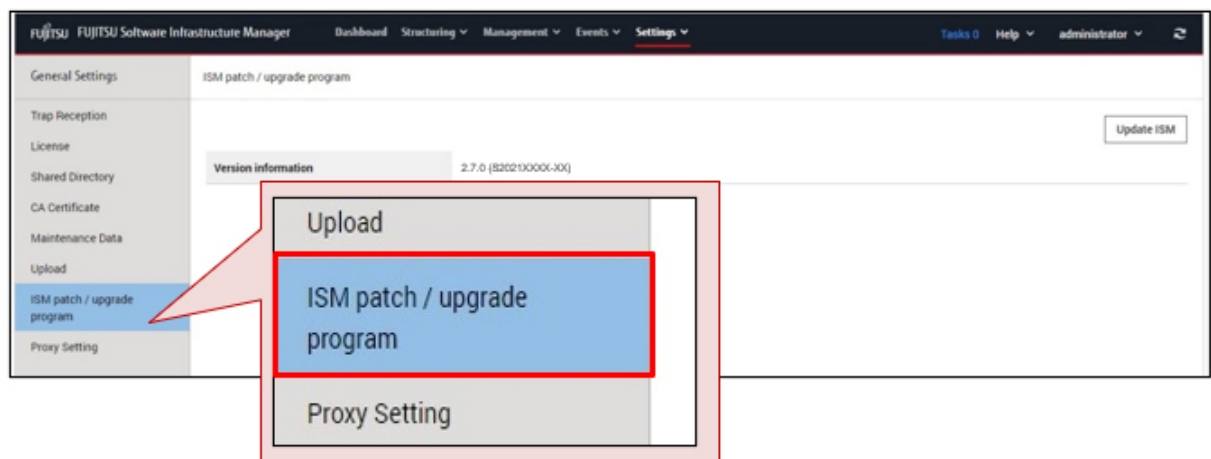 FUJITSU FUJITSU Software Infrastructure Manager Dashboard Structuring Management Events Settings Tasks 0 Help administrator
General Settings
ISM patch / upgrade program
Trap Reception
Update ISM
License
Version information 2.7.0 (S2021XXXX-XX)
Shared Directory
CA Certificate
Maintenance Data
Upload
ISM patch / upgrade
program
Proxy Setting
Upload
ISM patch / upgrade
program
Proxy Setting